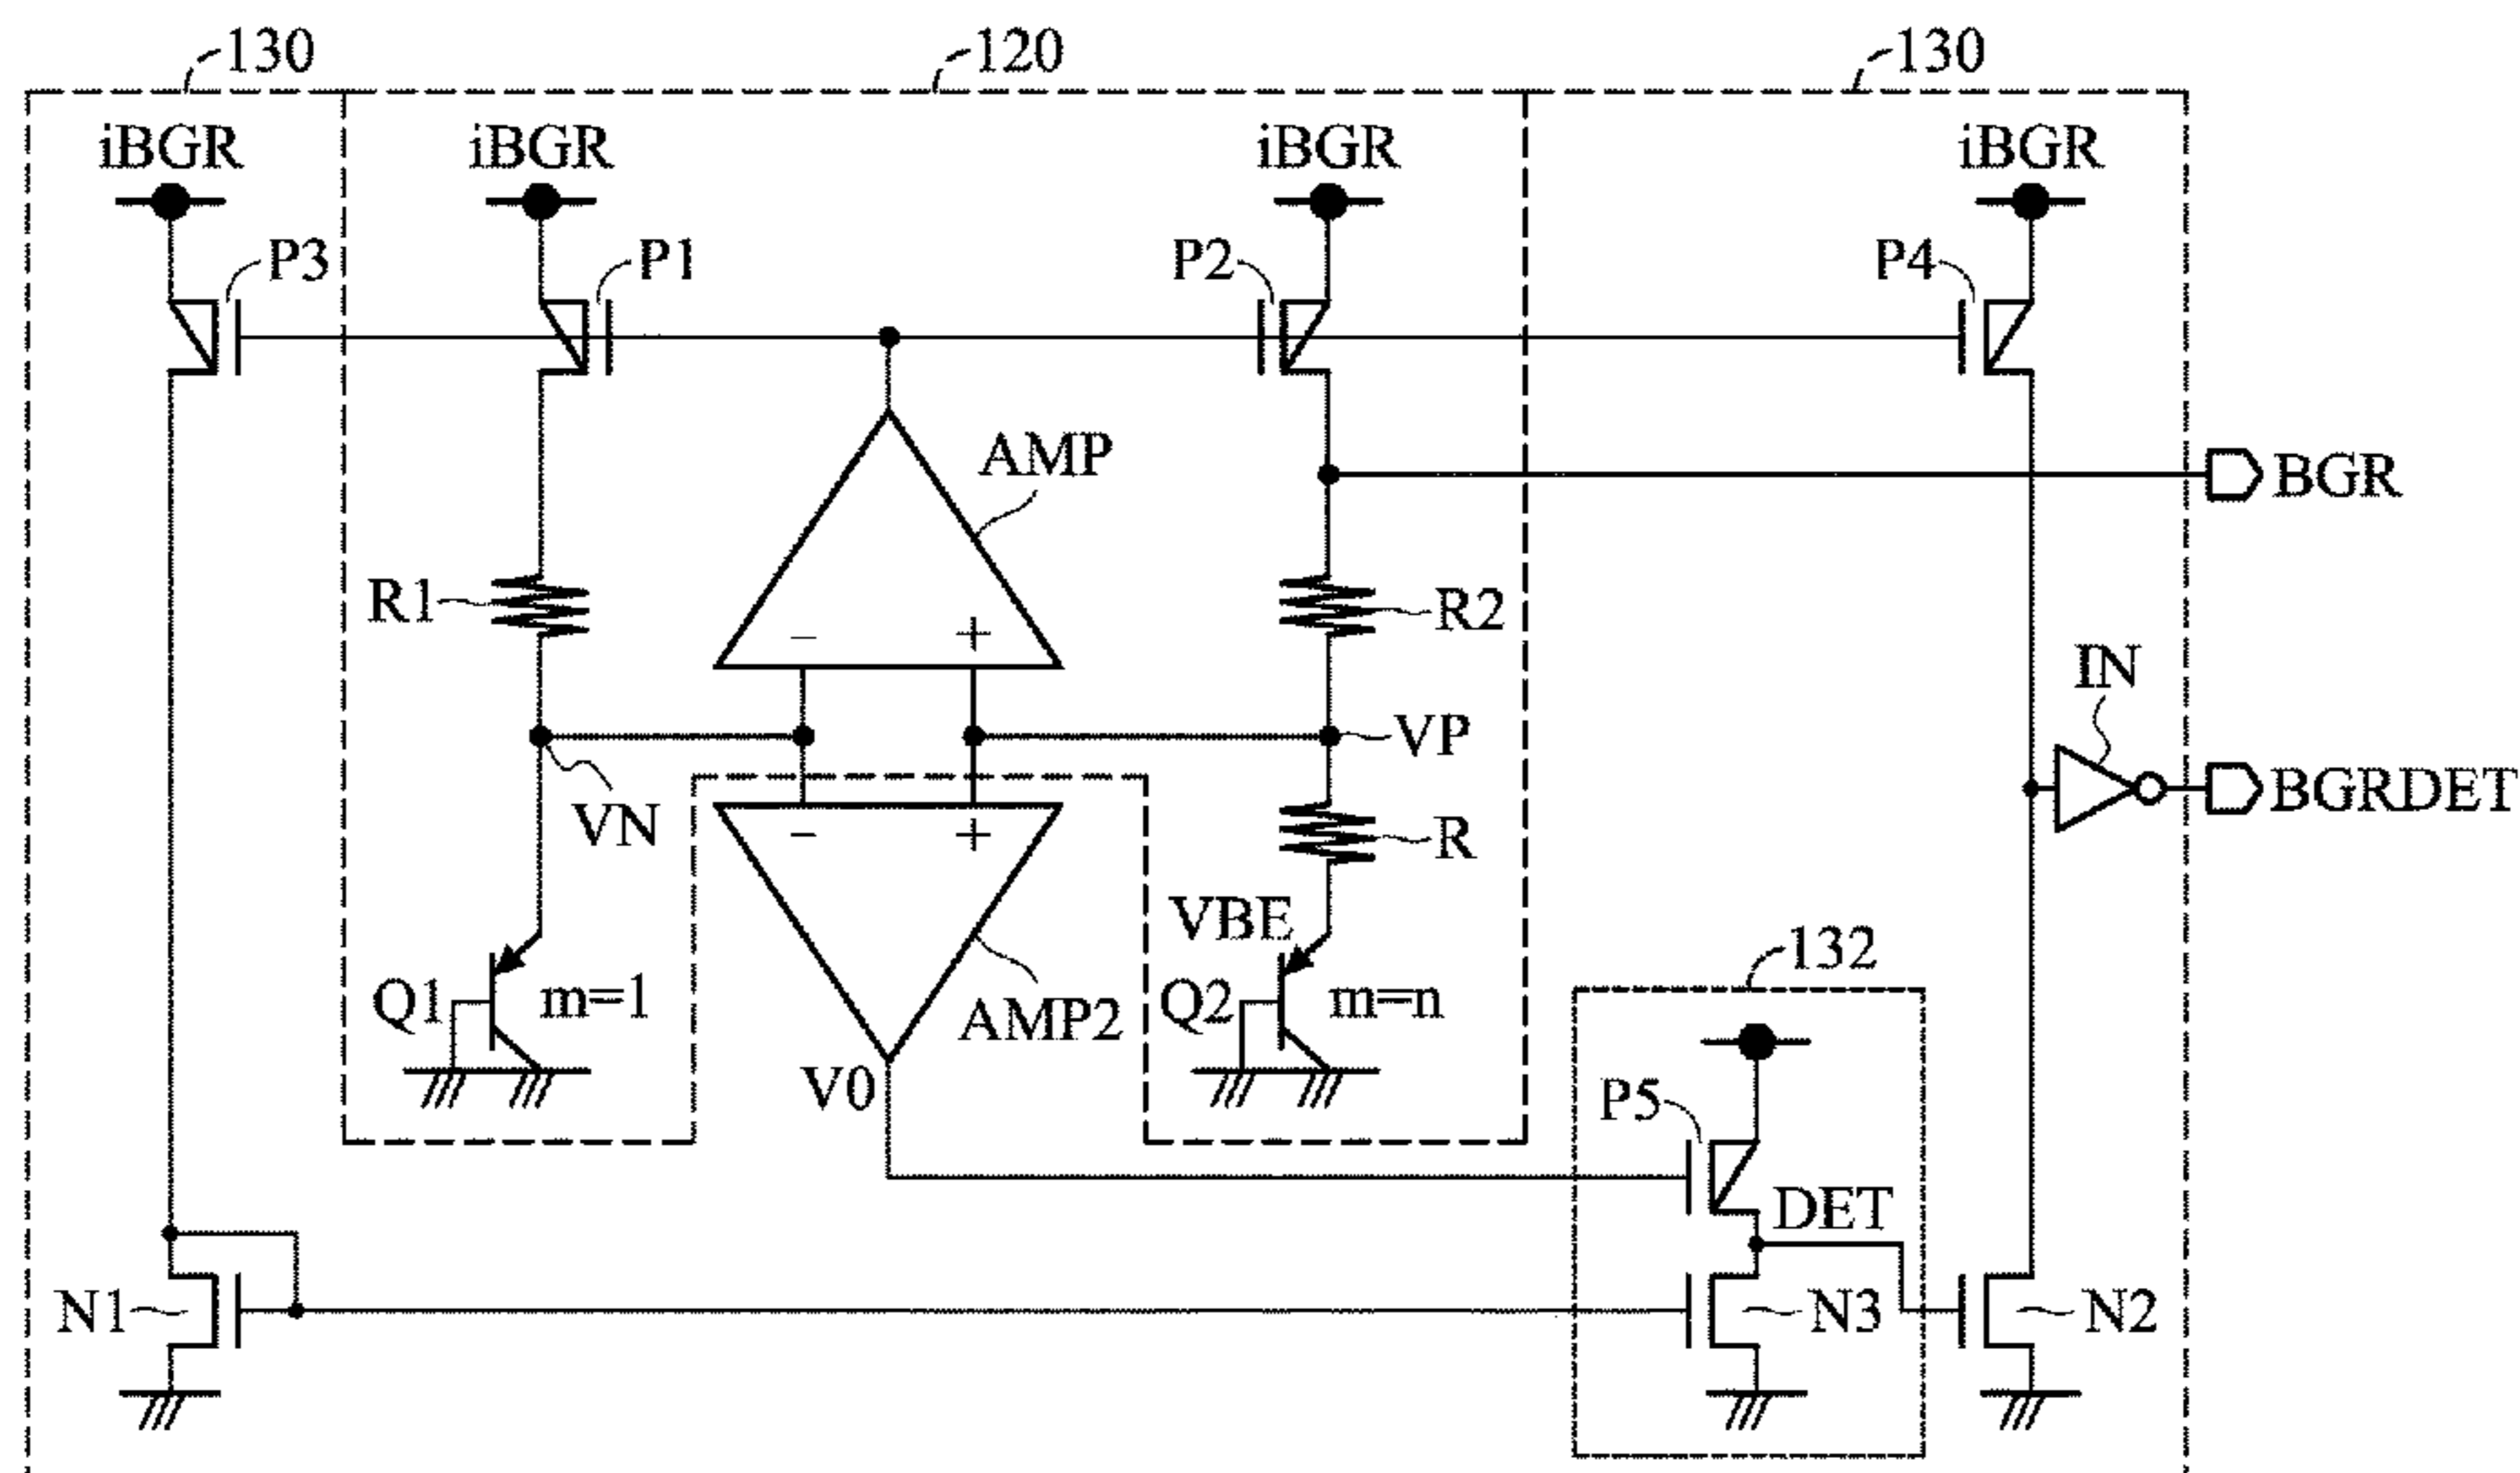 130
120
130
iBGR
iBGR
iBGR
iBGR
P3
P1
P2
P4
AMP
BGR
R1
R2
−
+
IN
VP
VN
BGRDET
−
+
R
VBE
132
Q1
m=1
AMP2
Q2
m=n
V0
P5
DET
N1
N3
N2